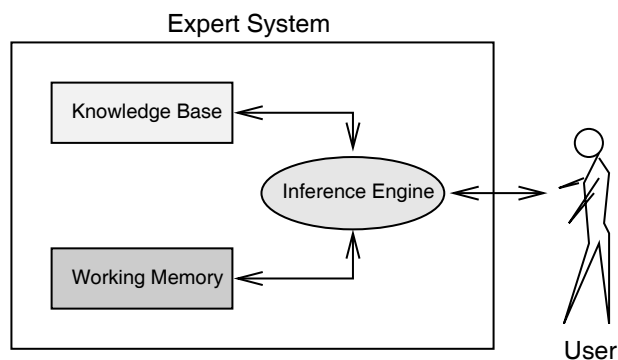 Expert System
Knowledge Base
Inference Engine
Working Memory
User